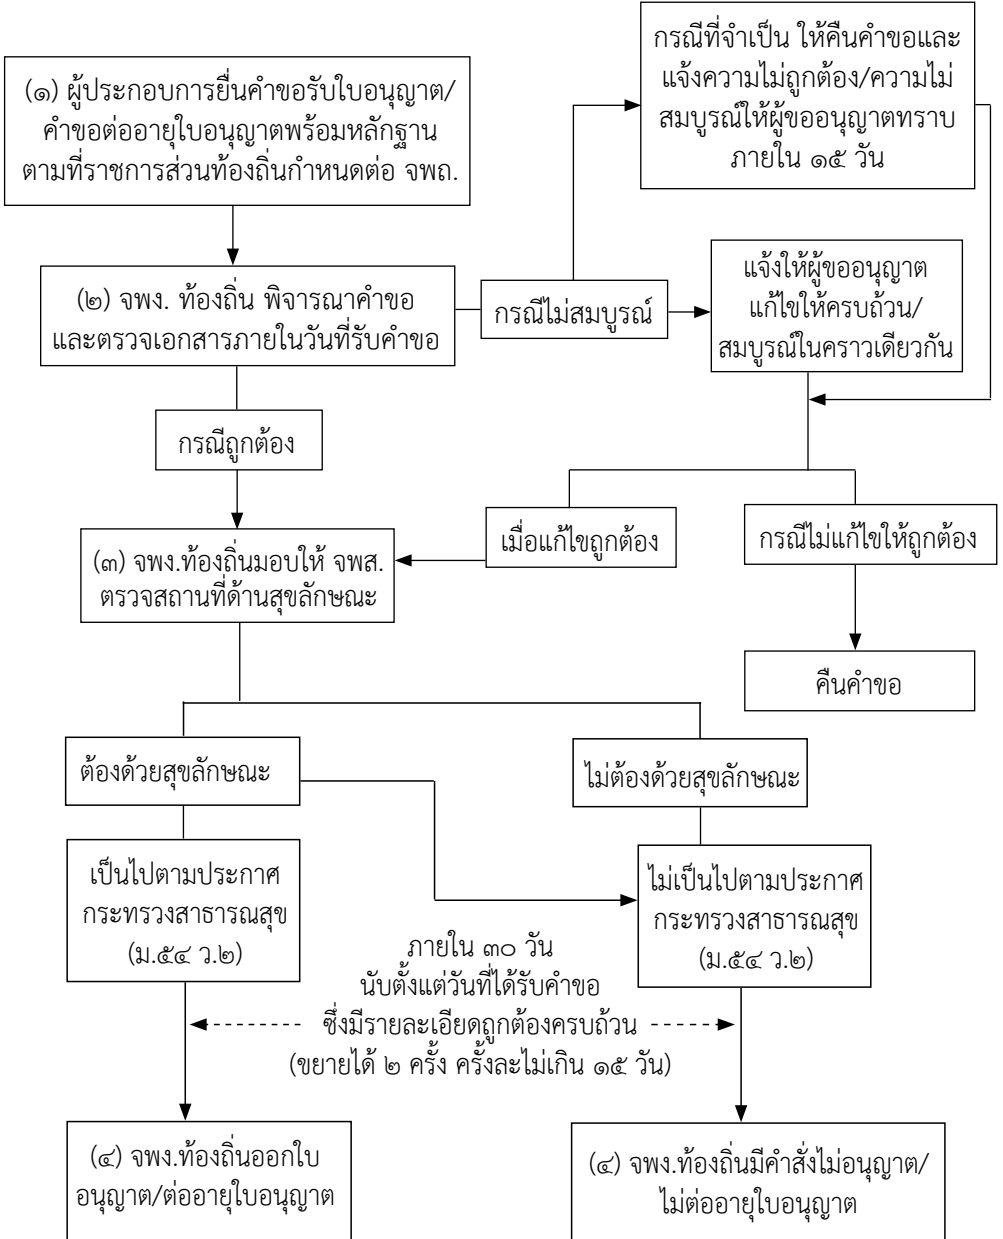 (๑) ผู้ประกอบการยื่นคำขอรับใบอนุญาต/
คำขอต่ออายุใบอนุญาตพร้อมหลักฐาน
ตามที่ราชการส่วนท้องถิ่นกำหนดต่อ จพถ.
กรณีที่จำเป็น ให้คืนคำขอและ
แจ้งความไม่ถูกต้อง/ความไม่
สมบูรณ์ให้ผู้ขออนุญาตทราบ
ภายใน ๑๕ วัน
(๒) จพง. ท้องถิ่น พิจารณาคำขอ
และตรวจเอกสารภายในวันที่รับคำขอ
กรณีไม่สมบูรณ์
แจ้งให้ผู้ขออนุญาต
แก้ไขให้ครบถ้วน/
สมบูรณ์ในคราวเดียวกัน
กรณีถูกต้อง
เมื่อแก้ไขถูกต้อง
กรณีไม่แก้ไขให้ถูกต้อง
(๓) จพง.ท้องถิ่นมอบให้ จพส.
ตรวจสถานที่ด้านสุขลักษณะ
คืนคำขอ
ต้องด้วยสุขลักษณะ
ไม่ต้องด้วยสุขลักษณะ
เป็นไปตามประกาศ
กระทรวงสาธารณสุข
(ม.๕๔ ว.๒)
ไม่เป็นไปตามประกาศ
กระทรวงสาธารณสุข
(ม.๕๔ ว.๒)
ภายใน ๓๐ วัน
นับตั้งแต่วันที่ได้รับคำขอ
ซึ่งมีรายละเอียดถูกต้องครบถ้วน
(ขยายได้ ๒ ครั้ง ครั้งละไม่เกิน ๑๕ วัน)
(๔) จพง.ท้องถิ่นออกใบ
อนุญาต/ต่ออายุใบอนุญาต
(๔) จพง.ท้องถิ่นมีคำสั่งไม่อนุญาต/
ไม่ต่ออายุใบอนุญาต